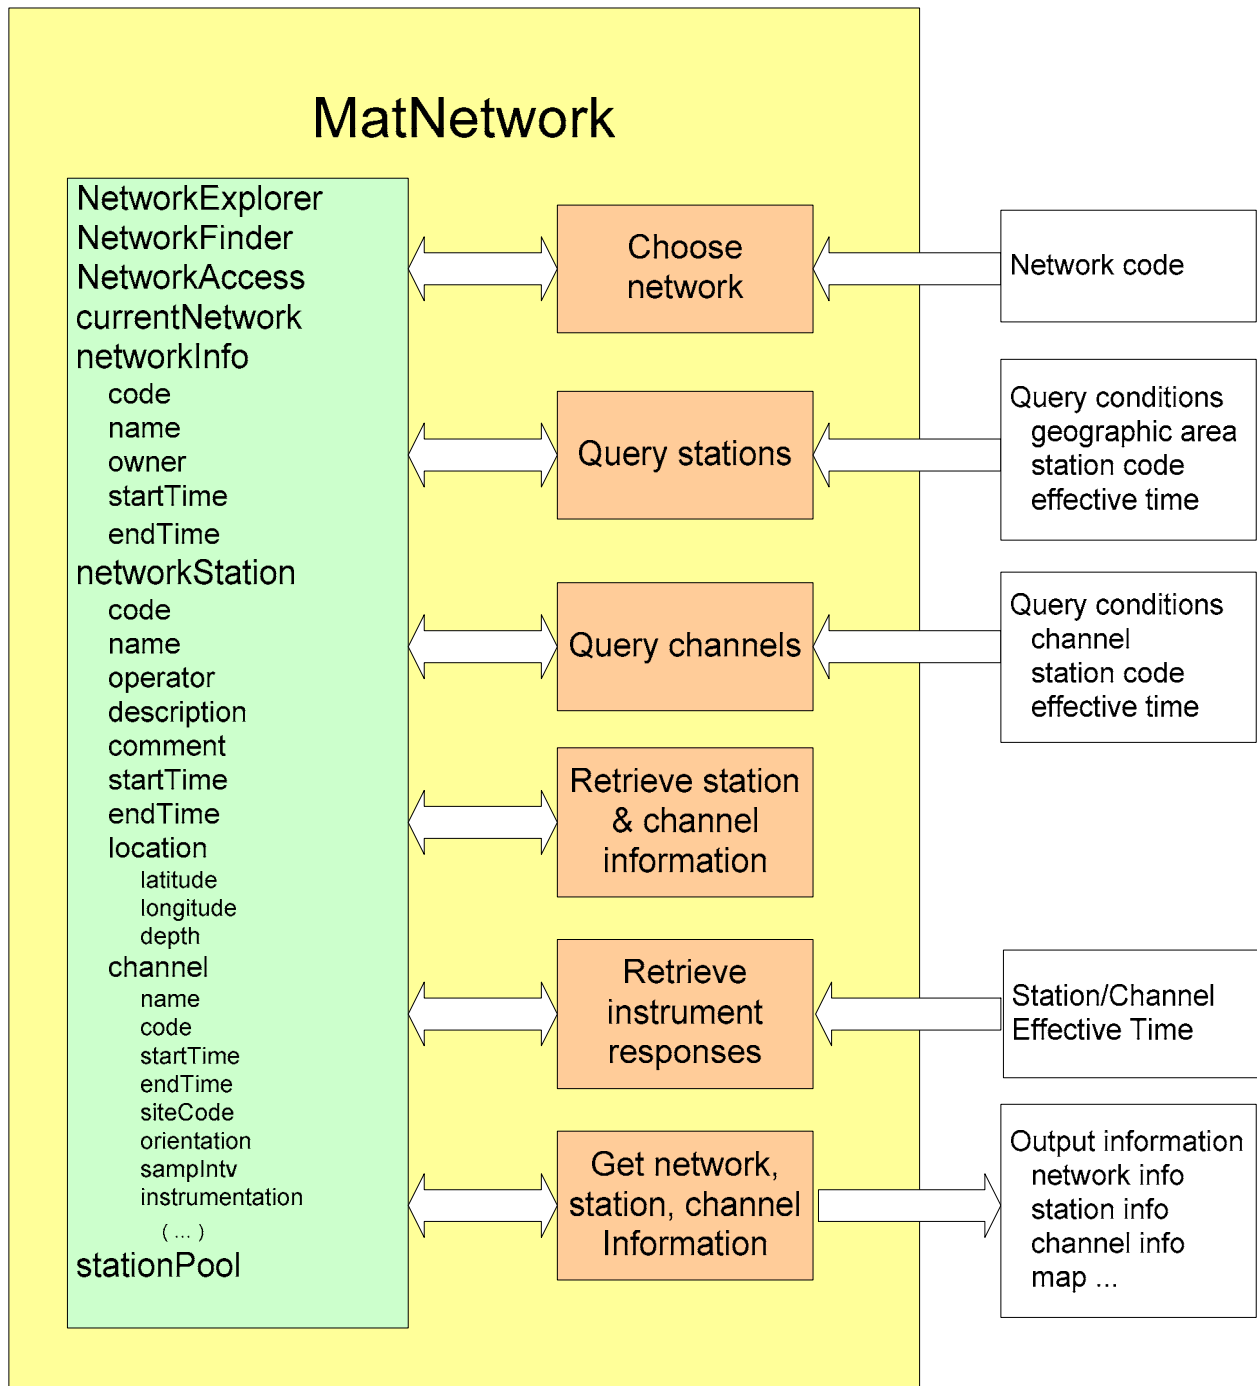 MatNetwork
NetworkExplorer
NetworkFinder
NetworkAccess
currentNetwork
networkInfo
code
name
owner
startTime
endTime
networkStation
code
name
operator
description
comment
startTime
endTime
location
latitude
longitude
depth
channel
name
code
startTime
endTime
siteCode
orientation
sampIntv
instrumentation
( ... )
stationPool
Choose
network
Query stations
Query channels
Retrieve station
& channel
information
Retrieve
instrument
responses
Get network,
station, channel
Information
Network code
Query conditions
geographic area
station code
effective time
Query conditions
channel
station code
effective time
Station/Channel
Effective Time
Output information
network info
station info
channel info
map ...